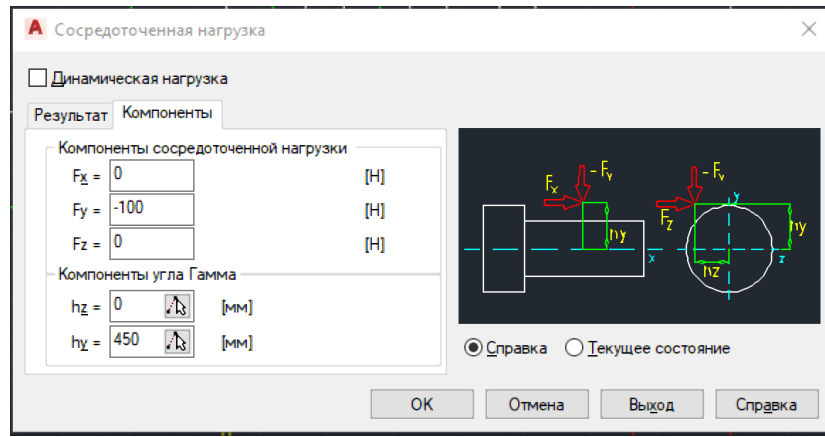 Сосредоточенная нагрузка
Динамическая нагрузка
Результат Компоненты
Компоненты сосредоточенной нагрузки
Fx = 0 [Н]
Fy = -100 [Н]
Fz = 0 [Н]
Компоненты угла Гамма
hz = 0 [мм]
hy = 450 [мм]
Fx - Fy hy x
- Fy Fz y hy hz z
Справка Текущее состояние
ОК Отмена Выход Справка